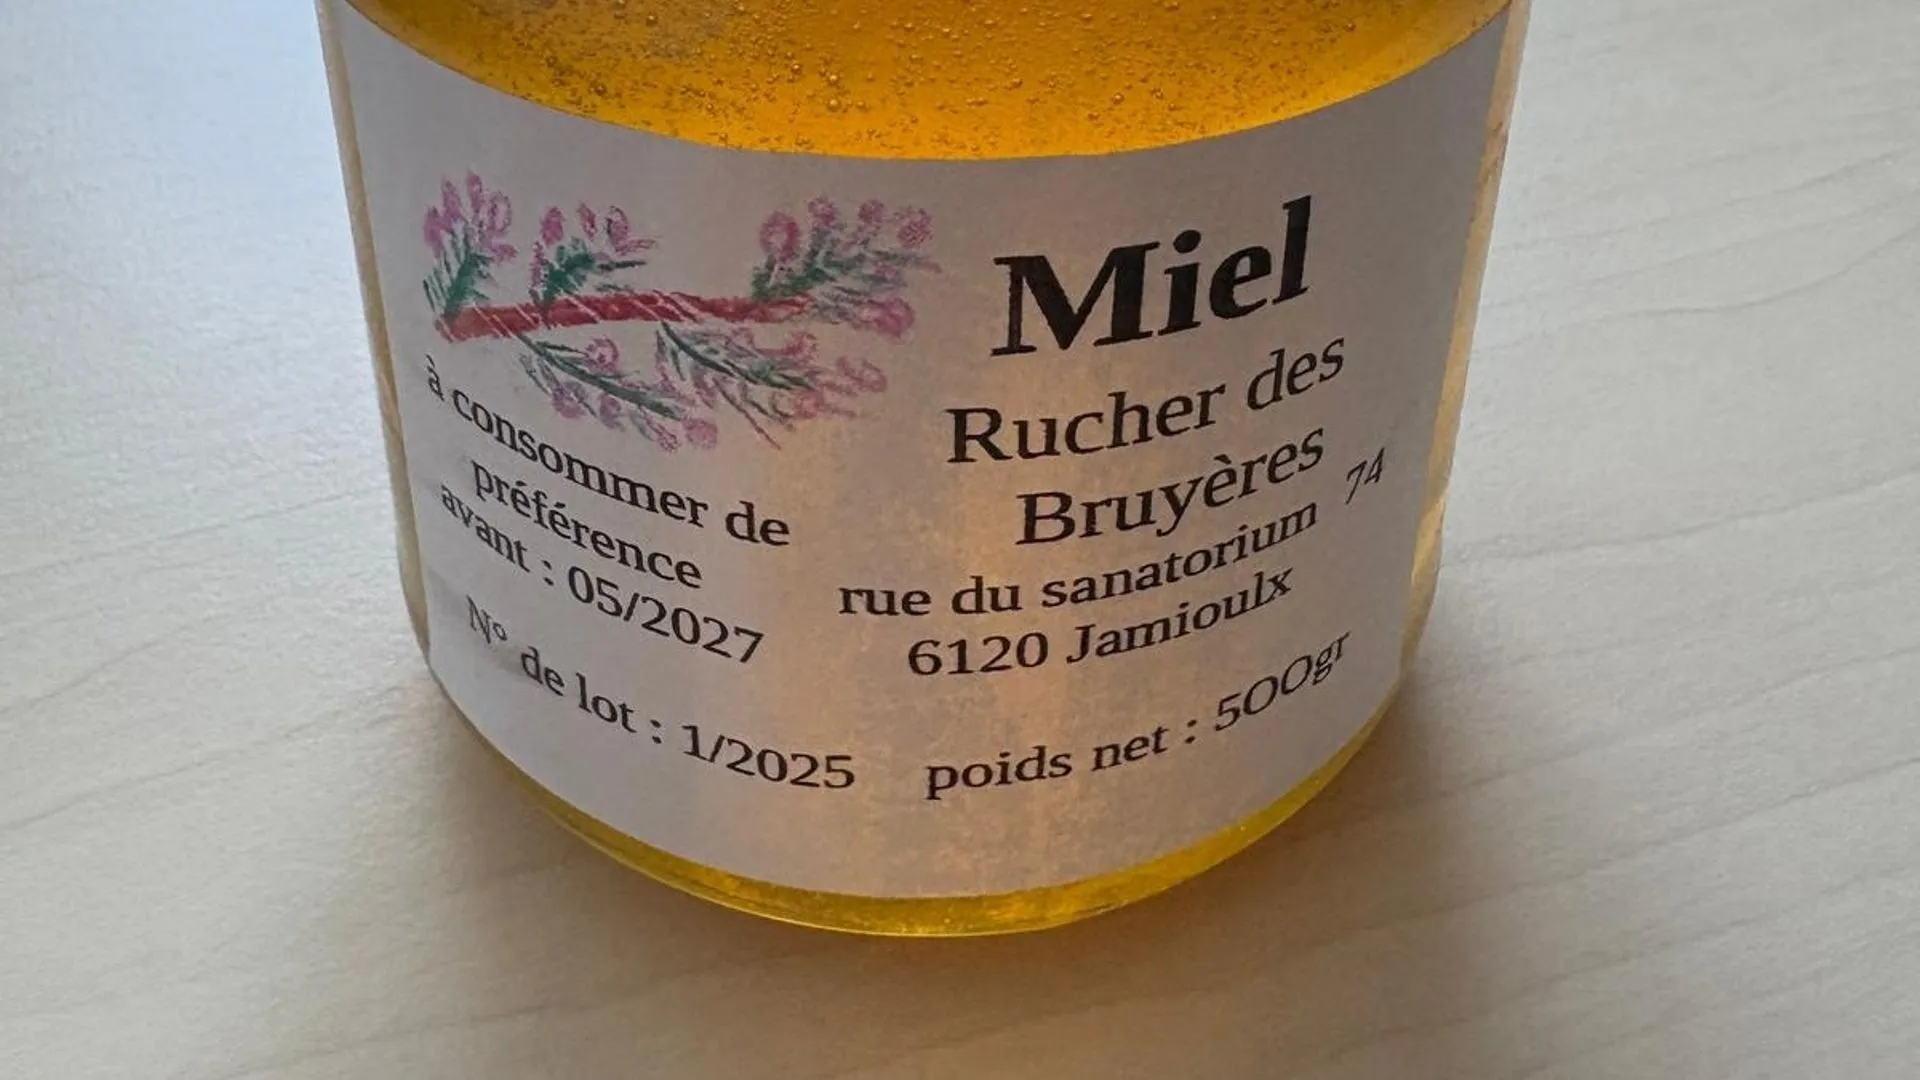 Miel
Rucher des
Bruyères
rue du sanatorium 74
6120 Jamioulx
poids net : 500gr
à consommer de
préférence
avant : 05/2027
N° de lot : 1/2025